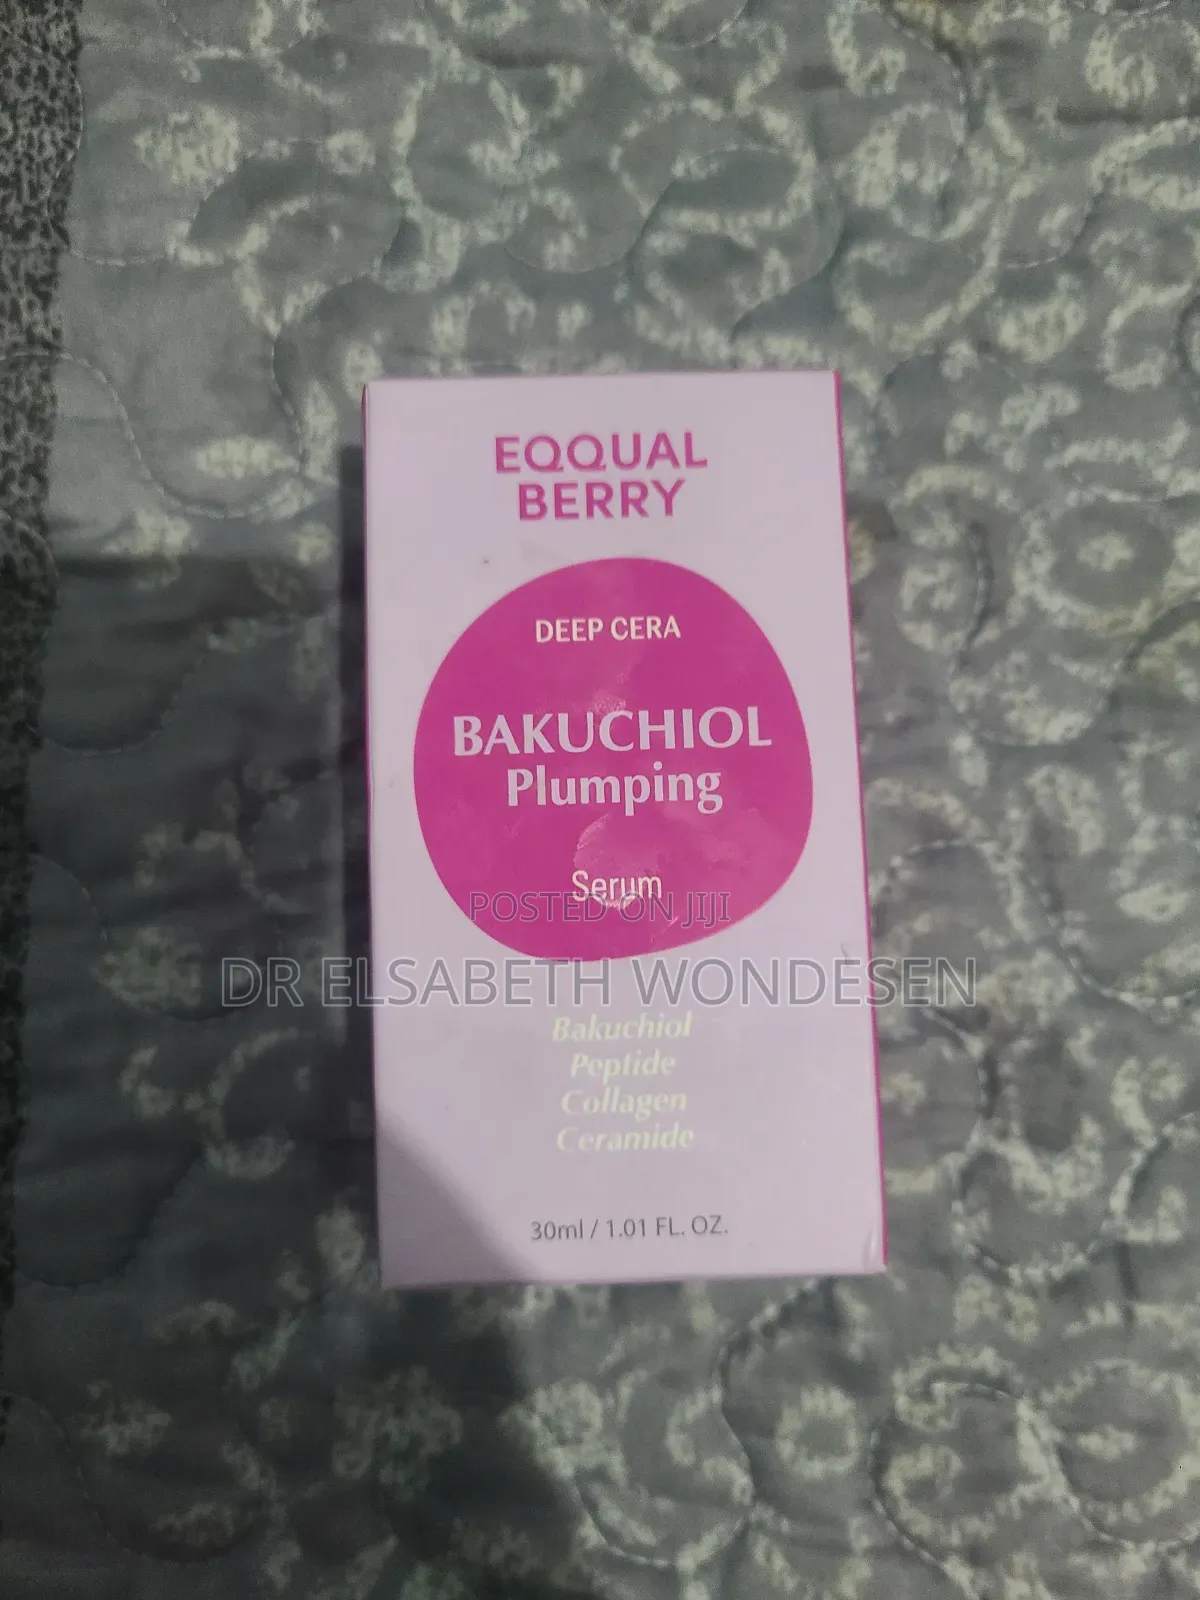 EQQUAL
BERRY
DEEP CERA
BAKUCHIOL
Plumping
Serum
POSTED ON JIJI
DR ELSABETH WONDESEN
Bakuchiol
Peptide
Collagen
Ceramide
30ml / 1.01 FL. OZ.